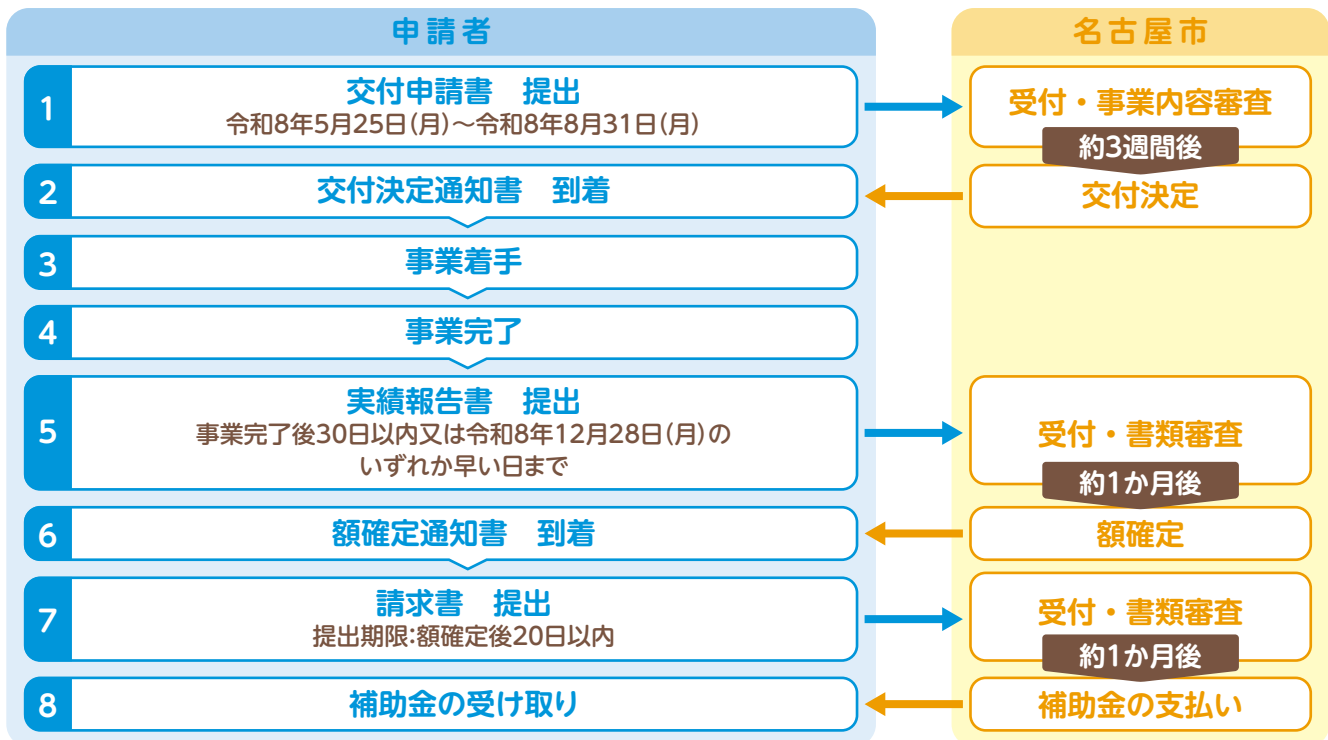 申請者
名古屋市
1
交付申請書　提出
令和8年5月25日(月)～令和8年8月31日(月)
受付・事業内容審査
約3週間後
2
交付決定通知書　到着
交付決定
3
事業着手
4
事業完了
5
実績報告書　提出
事業完了後30日以内又は令和8年12月28日(月)の
いずれか早い日まで
受付・書類審査
約1か月後
6
額確定通知書　到着
額確定
7
請求書　提出
提出期限:額確定後20日以内
受付・書類審査
約1か月後
8
補助金の受け取り
補助金の支払い